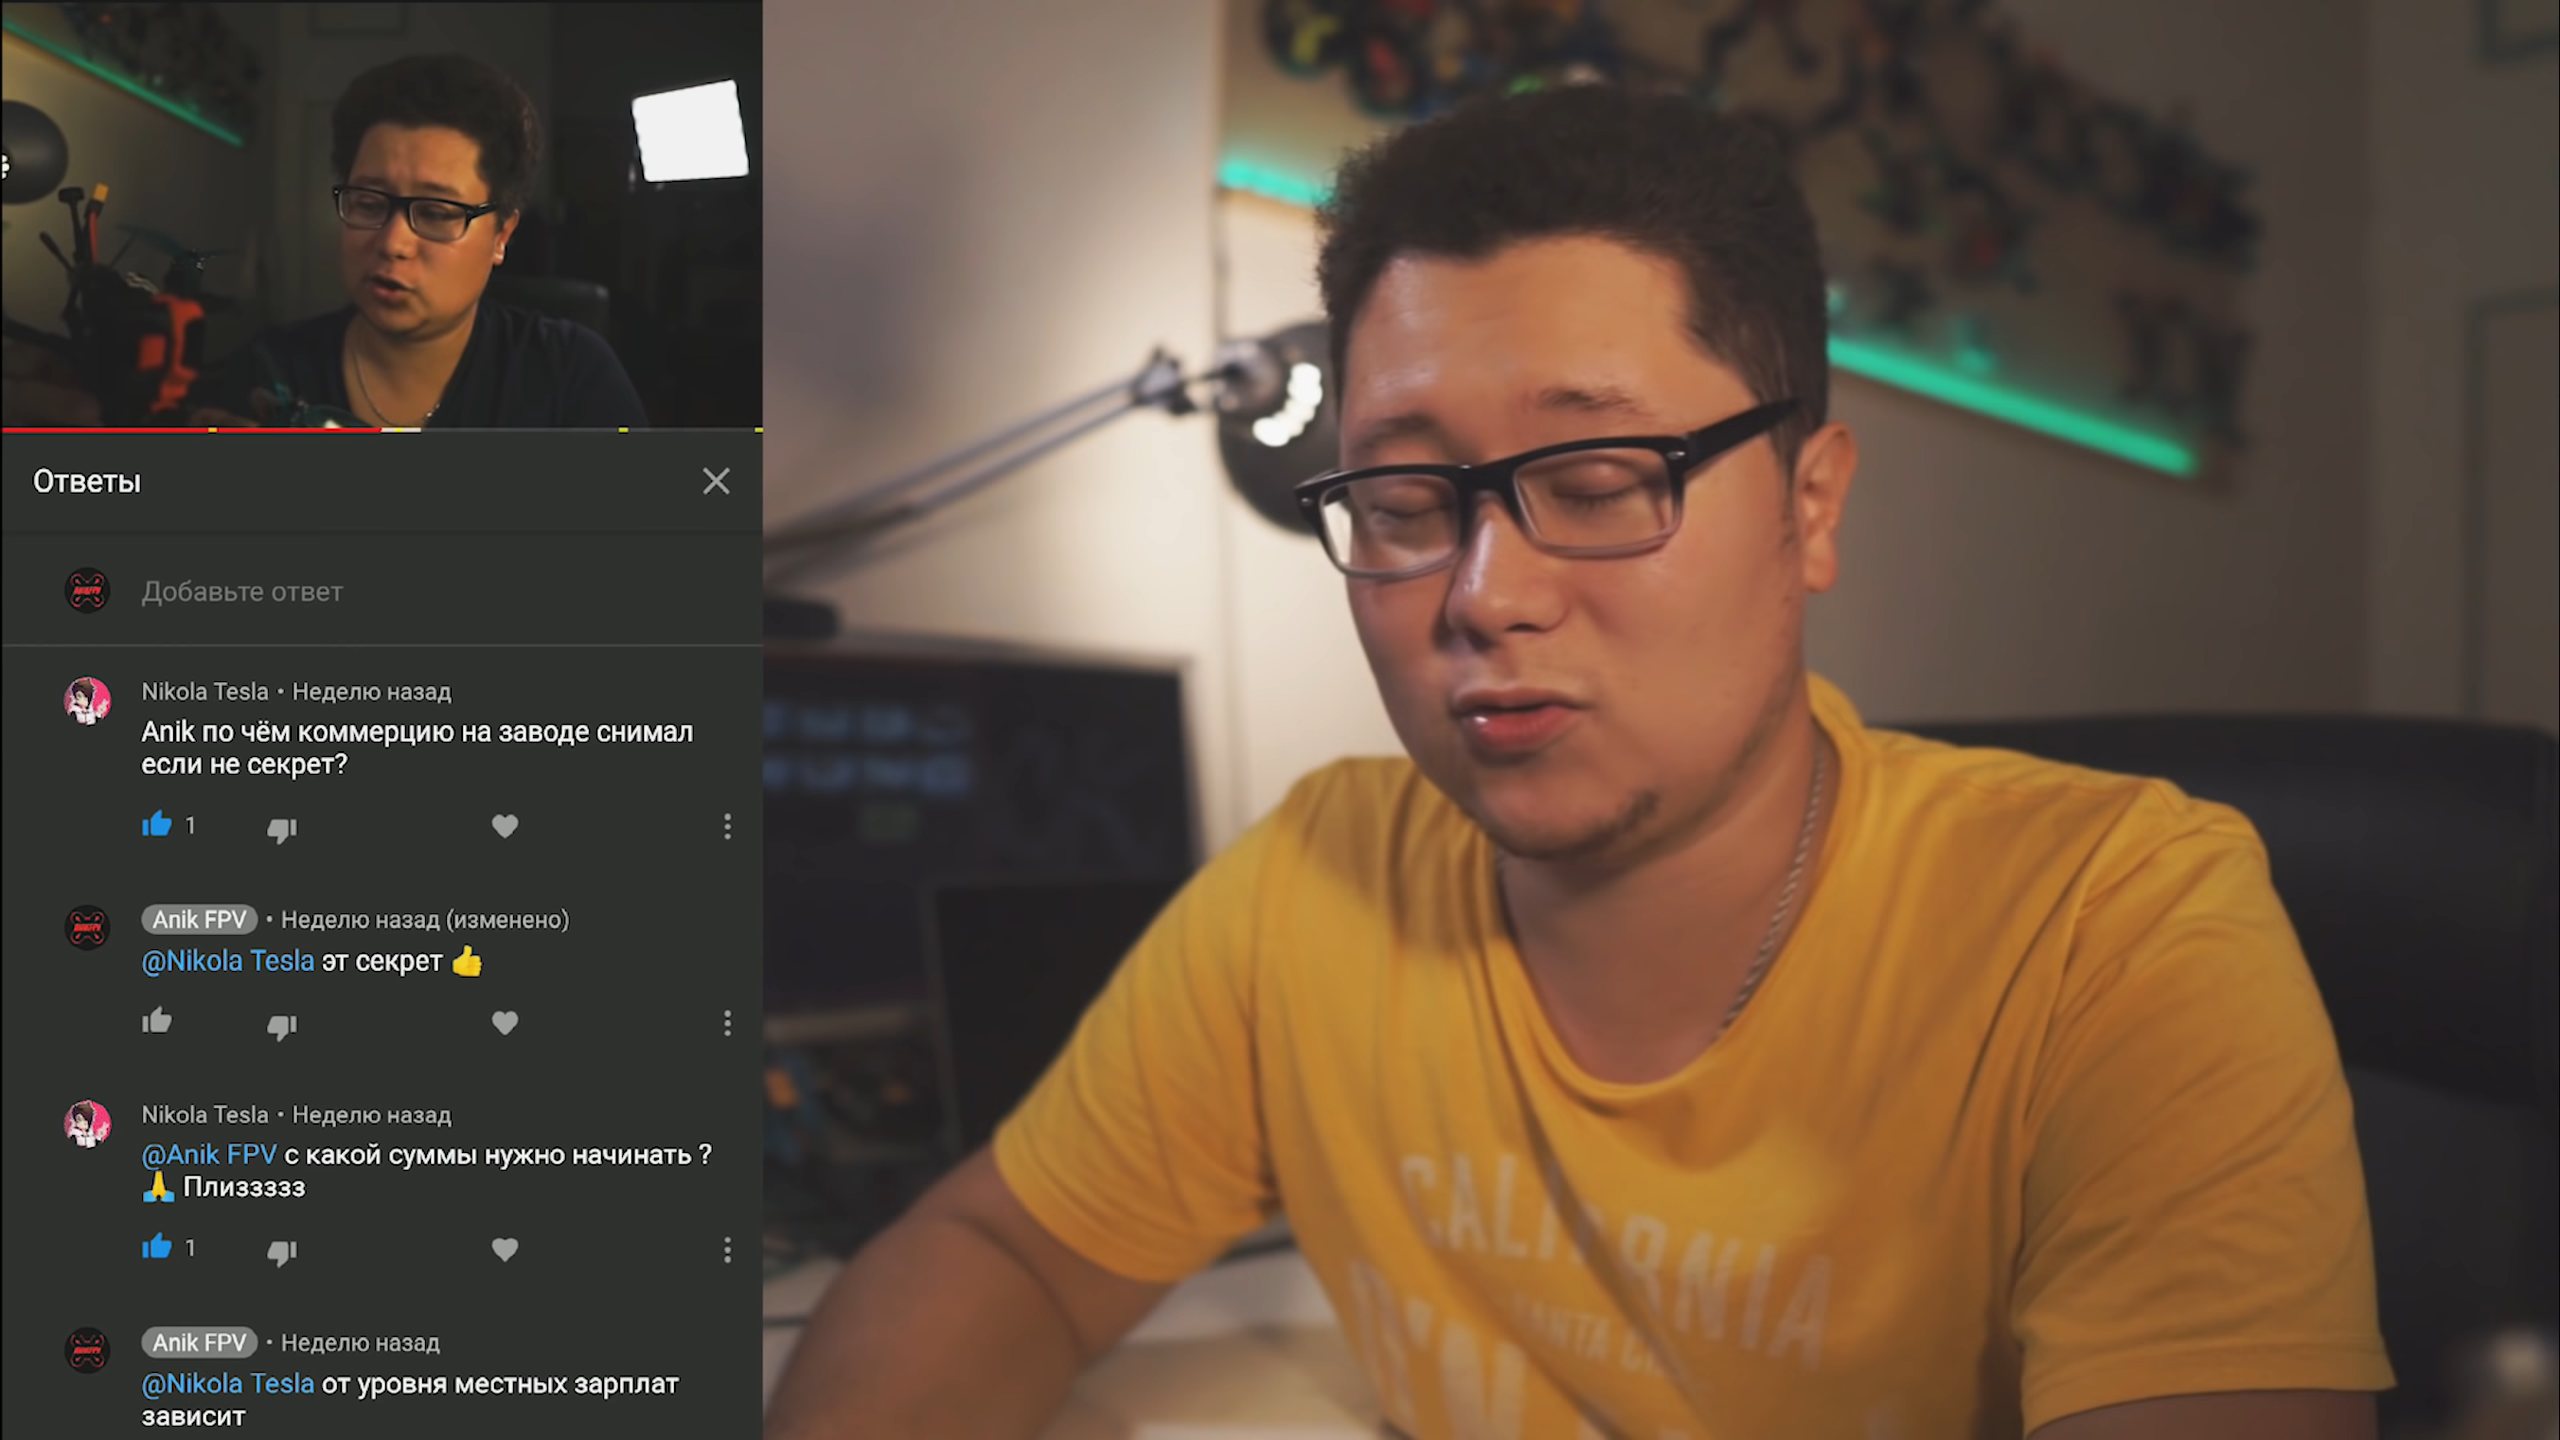 Ответы
Добавьте ответ
Nikola Tesla • Неделю назад
Anik по чём коммерцию на заводе снимал
если не секрет?
1
Anik FPV • Неделю назад (изменено)
@Nikola Tesla эт секрет 👍
Nikola Tesla • Неделю назад
@Anik FPV с какой суммы нужно начинать ?
🙏 Плиззззз
1
Anik FPV • Неделю назад
@Nikola Tesla от уровня местных зарплат
зависит
CALIFORNIA